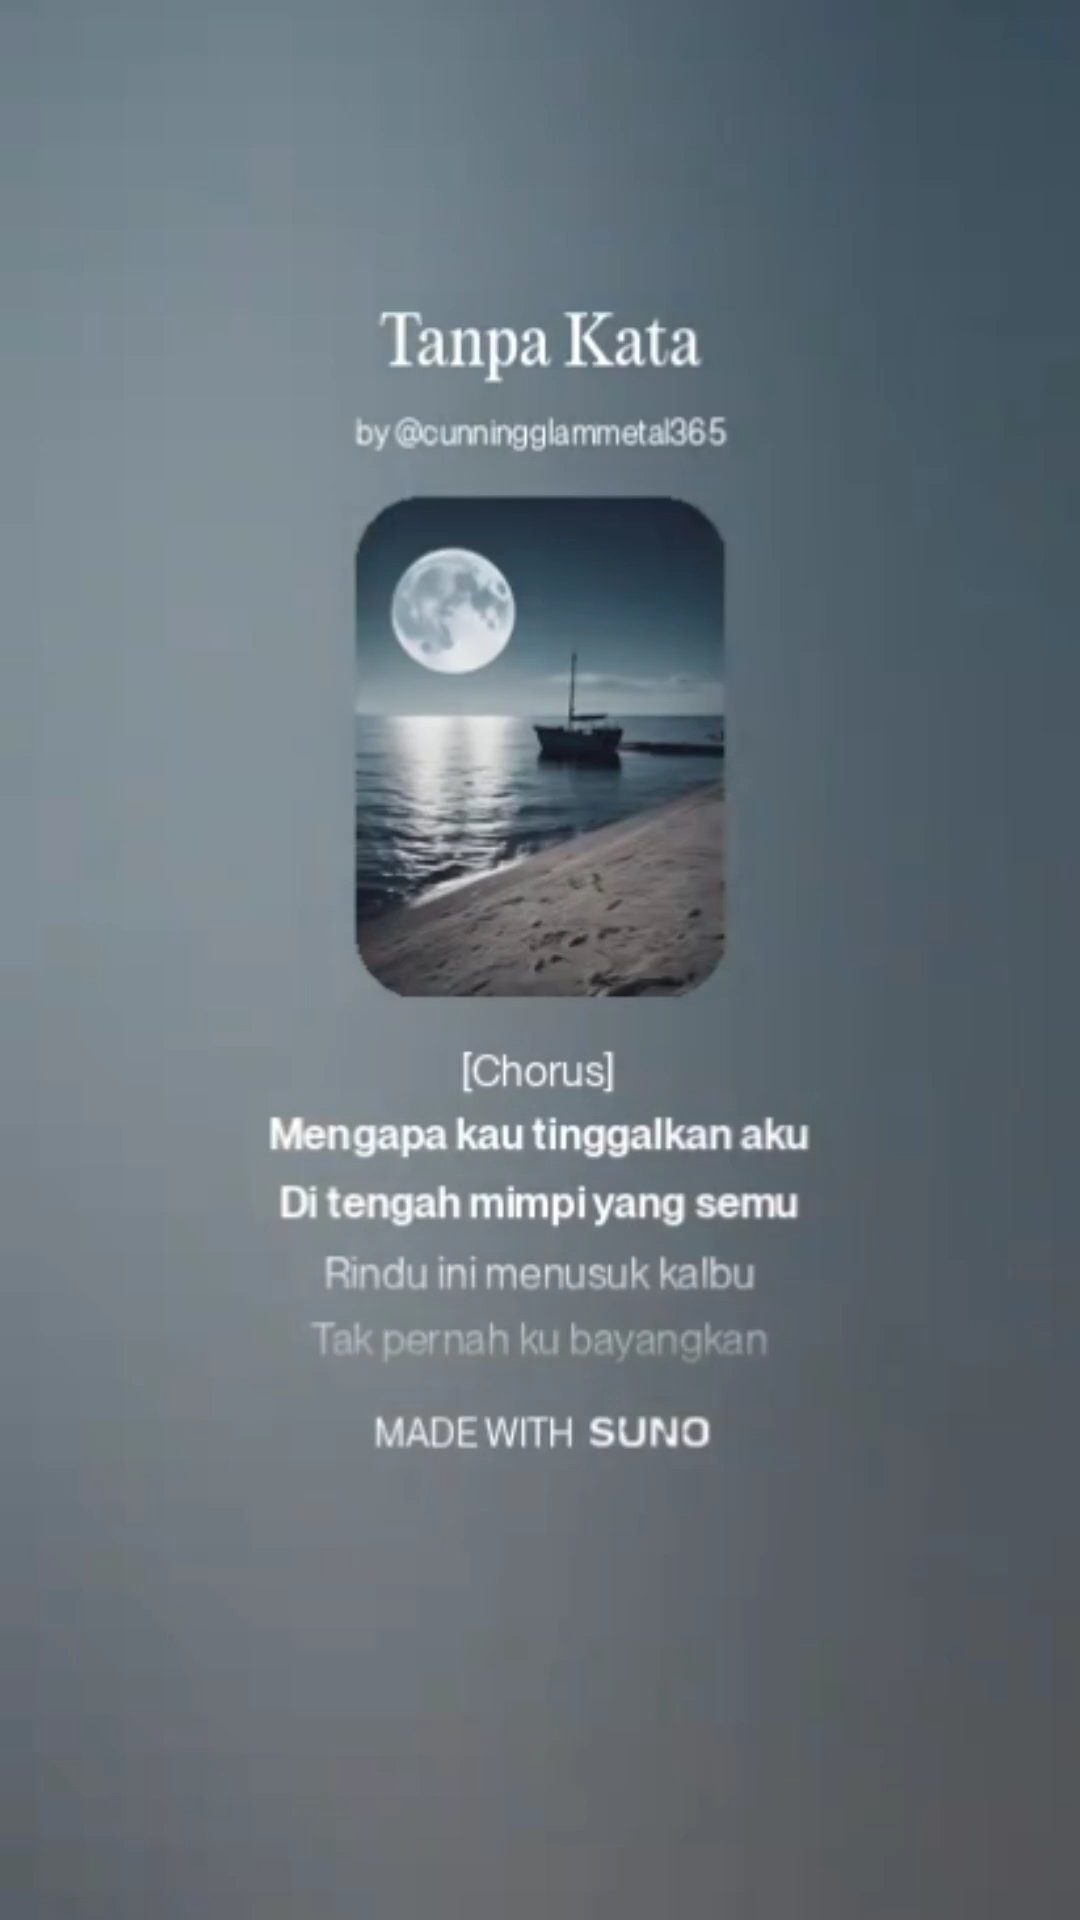 Tanpa Kata
by @cunningglammetal365
[Chorus]
Mengapa kau tinggalkan aku
Di tengah mimpi yang semu
Rindu ini menusuk kalbu
Tak pernah ku bayangkan
MADE WITH SUNO